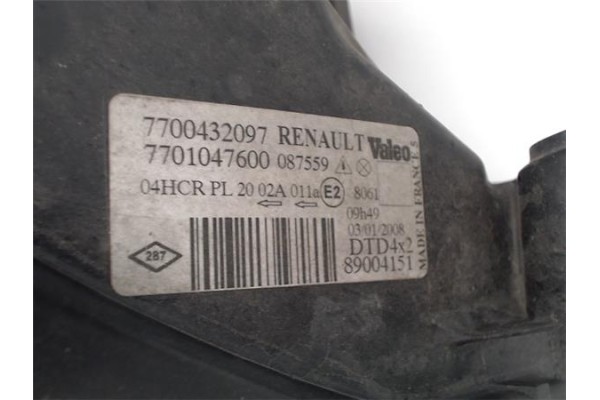 7700432097 RENAULT Valeo
7701047600 087559
04HCR PL 20 02A 011a E2 8061
09h49
03/01/2008
DTD4x2
89004151
287
MADE IN FRANCE 5